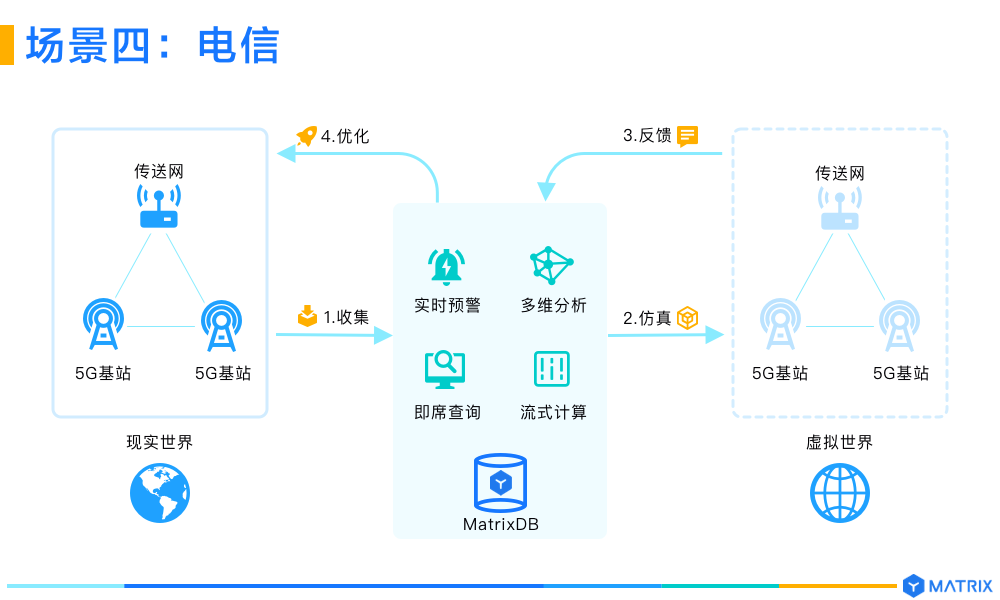 场景四：电信
4.优化
3.反馈
传送网
传送网
实时预警
多维分析
1.收集
2.仿真
5G基站
5G基站
5G基站
5G基站
即席查询
流式计算
现实世界
虚拟世界
MatrixDB
MATRIX